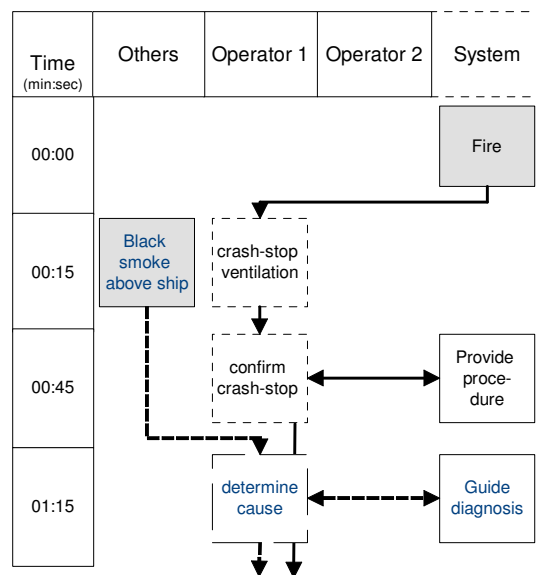 Time
(min:sec)
Others
Operator 1
Operator 2
System
00:00
Fire
00:15
Black
smoke
above ship
crash-stop
ventilation
00:45
confirm
crash-stop
Provide
proce-
dure
01:15
determine
cause
Guide
diagnosis